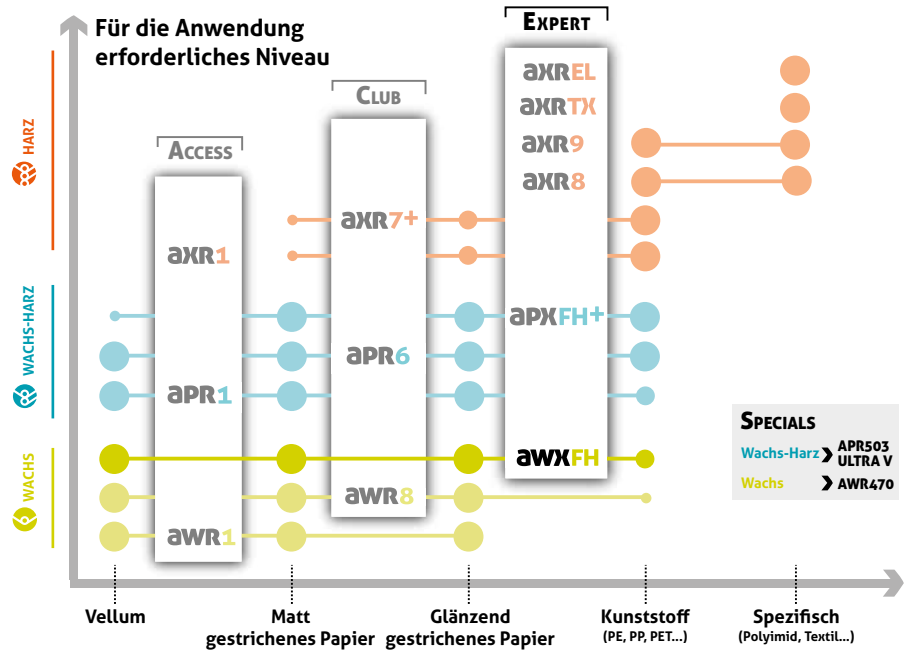 Für die Anwendung
erforderliches Niveau
EXPERT
CLUB
ACCESS
HARZ
WACHS-HARZ
WACHS
aXREL
aXRTX
aXR9
aXR8
aXR7+
aXR1
aPXFH+
aPR6
aPR1
aWXFH
aWR8
aWR1
SPECIALS
Wachs-Harz > APR503
ULTRA V
Wachs > AWR470
Vellum
Matt
gestrichenes Papier
Glänzend
gestrichenes Papier
Kunststoff
(PE, PP, PET...)
Spezifisch
(Polyimid, Textil...)